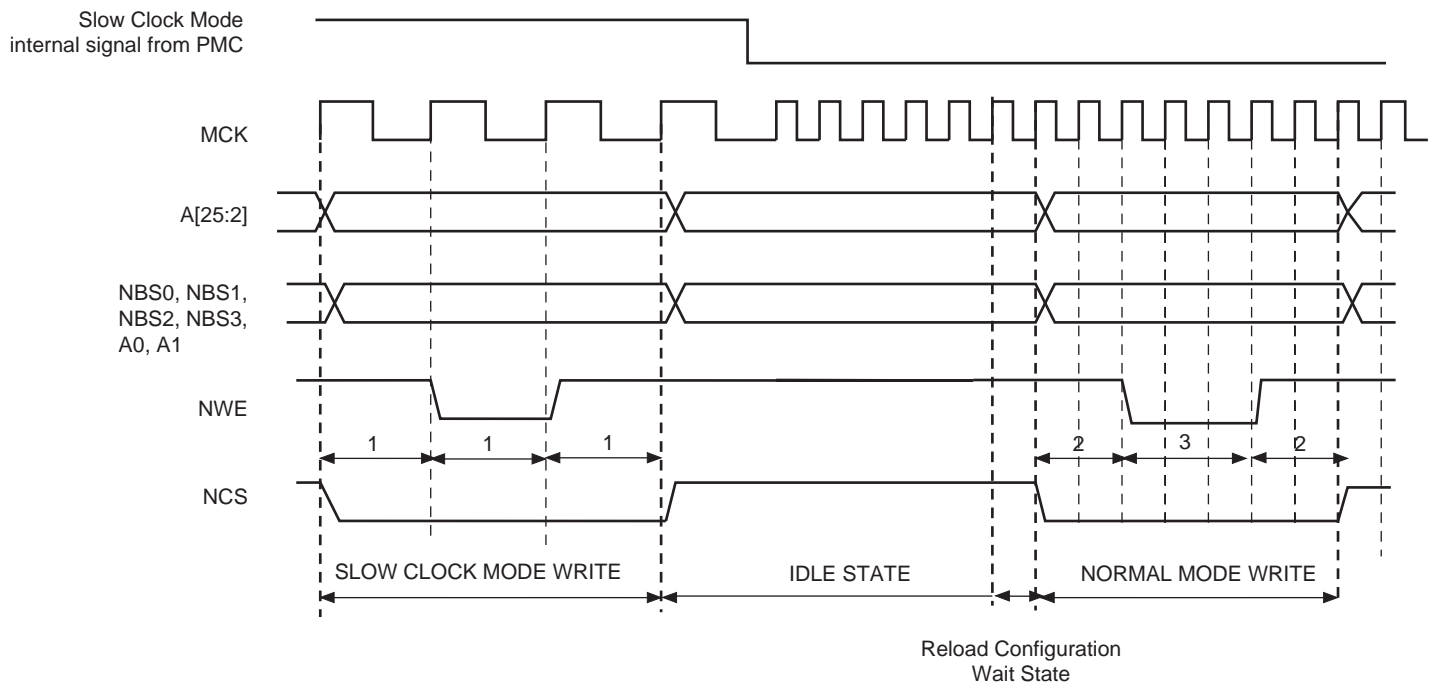 Slow Clock Mode
internal signal from PMC
MCK
A[25:2]
NBS0, NBS1,
NBS2, NBS3,
A0, A1
NWE
1 1 1 2 3 2
NCS
SLOW CLOCK MODE WRITE IDLE STATE NORMAL MODE WRITE
Reload Configuration
Wait State